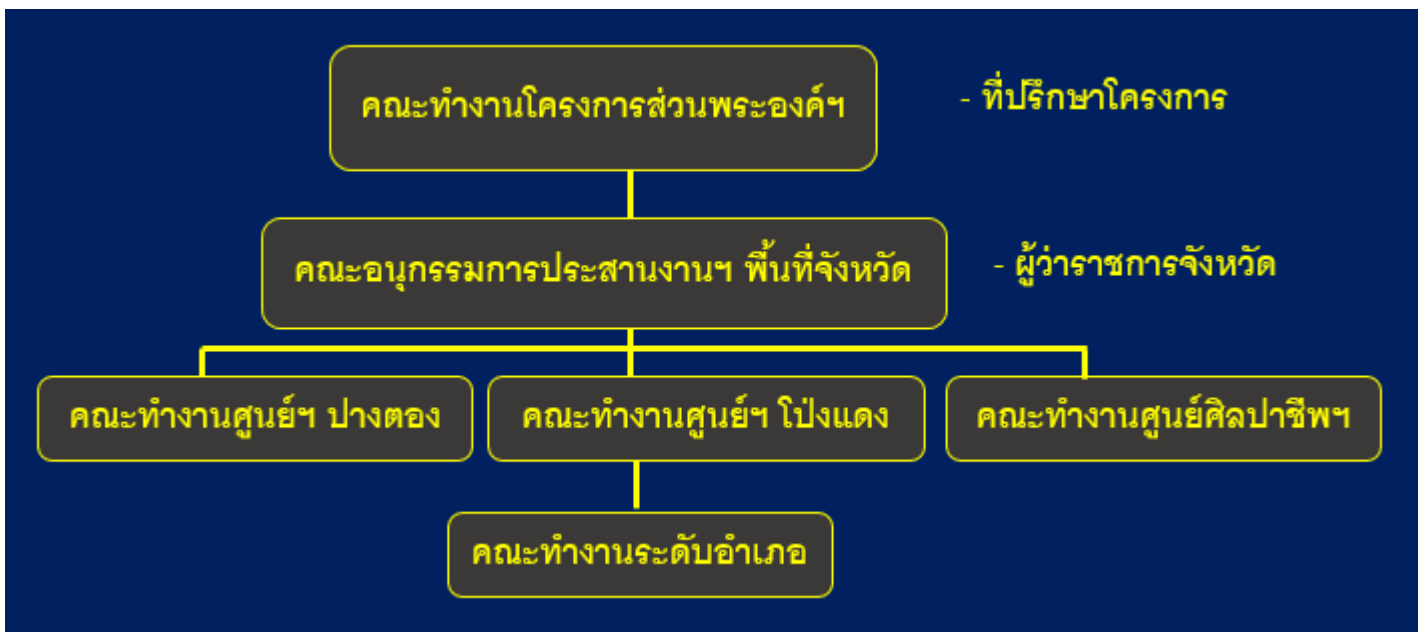 คณะทำงานโครงการส่วนพระองค์ฯ
- ที่ปรึกษาโครงการ
คณะอนุกรรมการประสานงานฯ พื้นที่จังหวัด
- ผู้ว่าราชการจังหวัด
คณะทำงานศูนย์ฯ ปางตอง
คณะทำงานศูนย์ฯ โป่งแดง
คณะทำงานศูนย์ศิลปาชีพฯ
คณะทำงานระดับอำเภอ